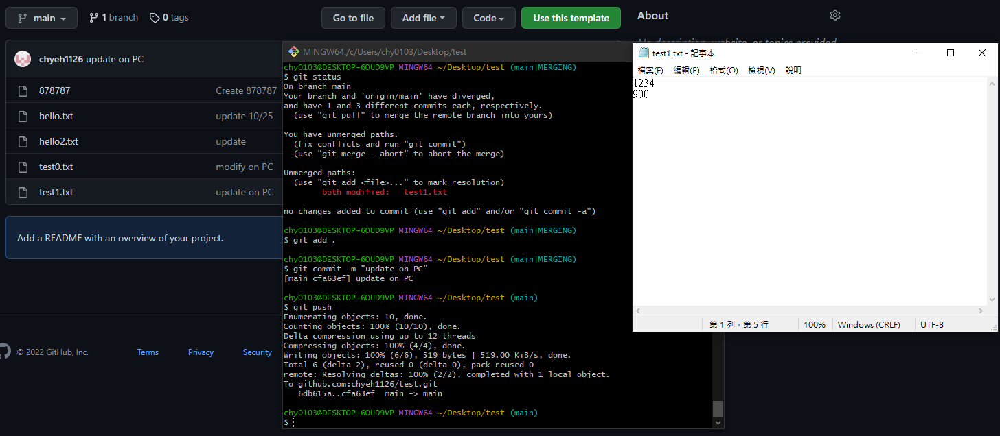 main
1 branch
0 tags
Go to file
Add file
Code
Use this template
About
chyeh1126 update on PC
878787 Create 878787
hello.txt update 10/25
hello2.txt update
test0.txt modify on PC
test1.txt update on PC
Add a README with an overview of your project.
© 2022 GitHub, Inc.
Terms
Privacy
Security
MINGW64:/c/Users/chy0103/Desktop/test
chy0103@DESKTOP-6OUD9VP MINGW64 ~/Desktop/test (main|MERGING)
$ git status
On branch main
Your branch and 'origin/main' have diverged,
and have 1 and 3 different commits each, respectively.
(use "git pull" to merge the remote branch into yours)
You have unmerged paths.
(fix conflicts and run "git commit")
(use "git merge --abort" to abort the merge)
Unmerged paths:
(use "git add <file>..." to mark resolution)
both modified: test1.txt
no changes added to commit (use "git add" and/or "git commit -a")
chy0103@DESKTOP-6OUD9VP MINGW64 ~/Desktop/test (main|MERGING)
$ git add .
chy0103@DESKTOP-6OUD9VP MINGW64 ~/Desktop/test (main|MERGING)
$ git commit -m "update on PC"
[main cfa63ef] update on PC
chy0103@DESKTOP-6OUD9VP MINGW64 ~/Desktop/test (main)
$ git push
Enumerating objects: 10, done.
Counting objects: 100% (10/10), done.
Delta compression using up to 12 threads
Compressing objects: 100% (4/4), done.
Writing objects: 100% (6/6), 519 bytes | 519.00 KiB/s, done.
Total 6 (delta 2), reused 0 (delta 0), pack-reused 0
remote: Resolving deltas: 100% (2/2), completed with 1 local object.
To github.com:chyeh1126/test.git
6db615a..cfa63ef main -> main
chy0103@DESKTOP-6OUD9VP MINGW64 ~/Desktop/test (main)
$
test1.txt - 記事本
檔案(F) 編輯(E) 格式(O) 檢視(V) 說明
1234
900
第 1 列，第 5 行 100% Windows (CRLF) UTF-8